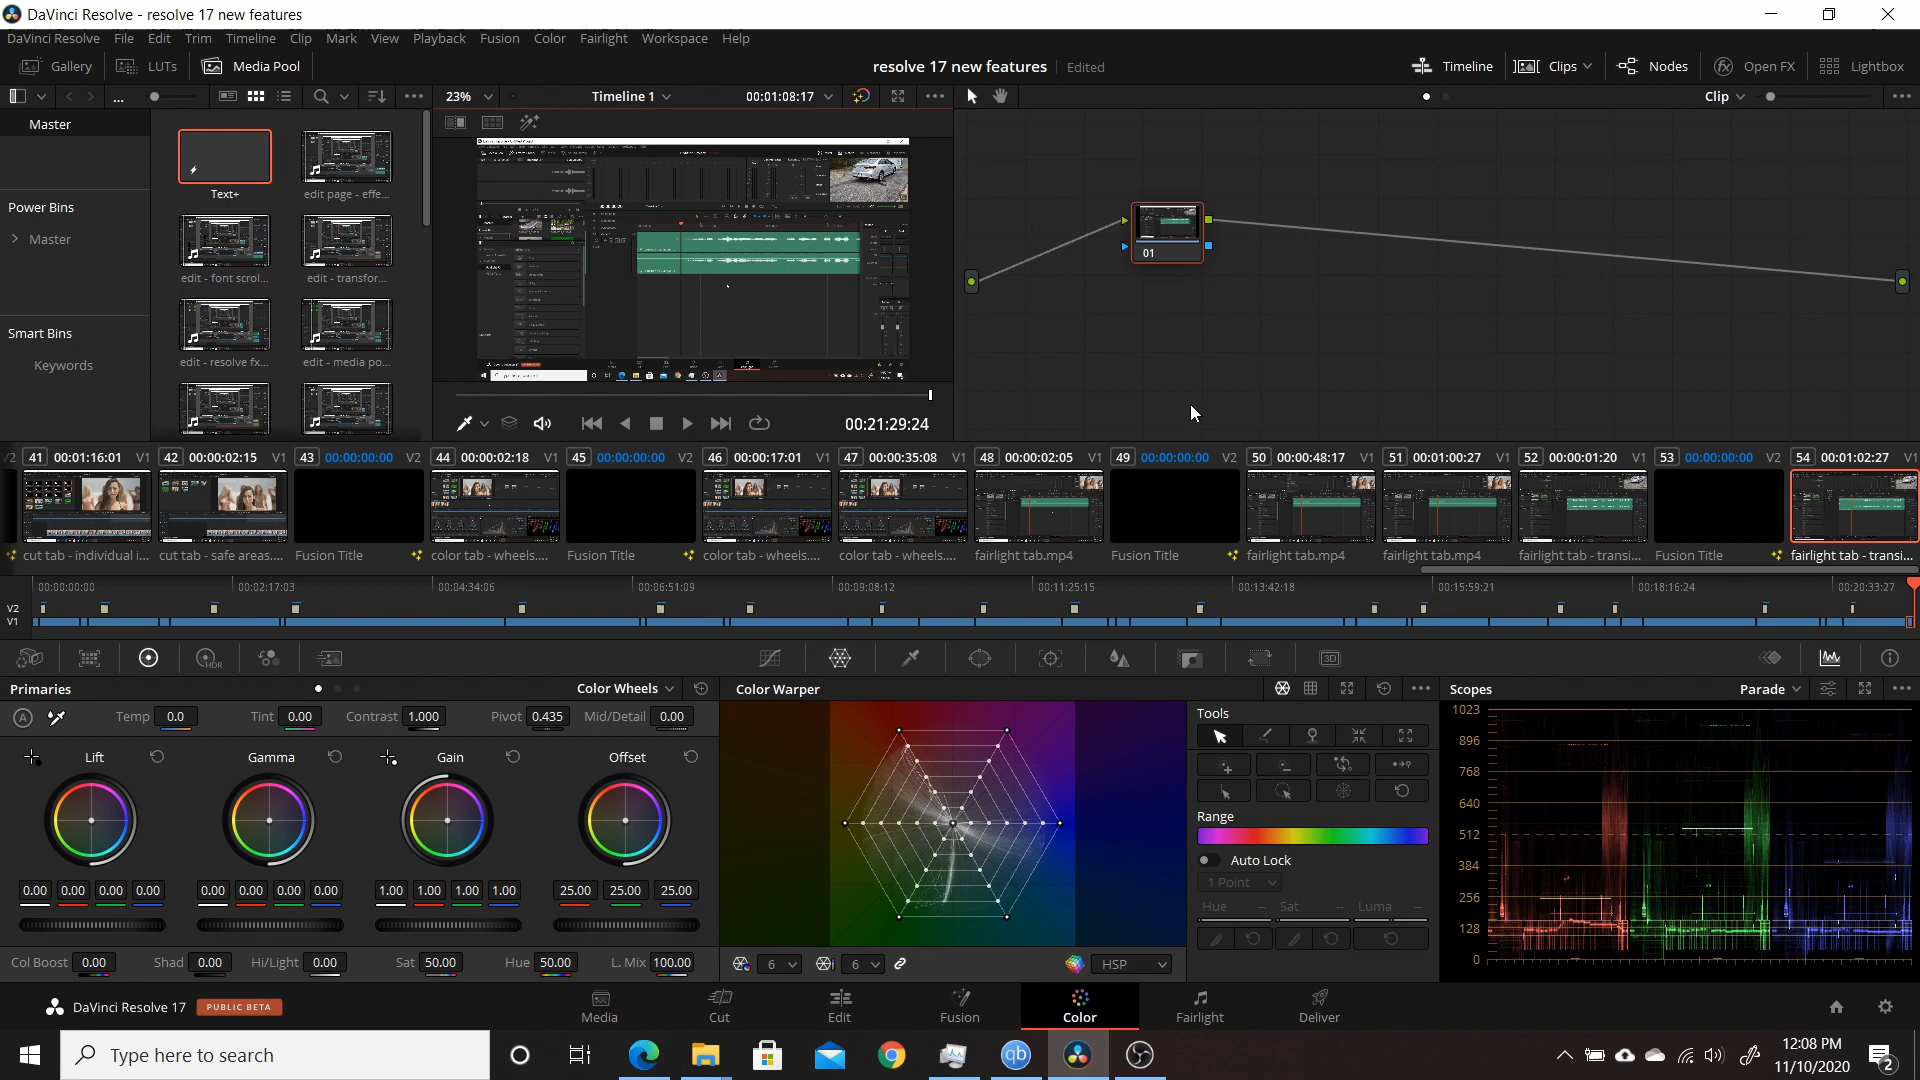 DaVinci Resolve - resolve 17 new features
DaVinci Resolve File Edit Trim Timeline Clip Mark View Playback Fusion Color Fairlight Workspace Help
Gallery LUTs Media Pool resolve 17 new features Edited Timeline Clips Nodes Open FX Lightbox
... 23% Timeline 1 00:01:08:17 Clip
Master
Power Bins
Master
Smart Bins
Keywords
Text+ edit page - effe...
edit - font scrol... edit - transfor...
edit - resolve fx... edit - media po...
00:21:29:24
01
V2 41 00:01:16:01 V1 42 00:00:02:15 V1 43 00:00:00:00 V2 44 00:00:02:18 V1 45 00:00:00:00 V2 46 00:00:17:01 V1 47 00:00:35:08 V1 48 00:00:02:05 V1 49 00:00:00:00 V2 50 00:00:48:17 V1 51 00:01:00:27 V1 52 00:00:01:20 V1 53 00:00:00:00 V2 54 00:01:02:27 V1
cut tab - individual i... cut tab - safe areas.... Fusion Title color tab - wheels.... Fusion Title color tab - wheels.... color tab - wheels.... fairlight tab.mp4 Fusion Title fairlight tab.mp4 fairlight tab.mp4 fairlight tab - transi... Fusion Title fairlight tab - transi...
00:00:00:00 00:02:17:03 00:04:34:06 00:06:51:09 00:09:08:12 00:11:25:15 00:13:42:18 00:15:59:21 00:18:16:24 00:20:33:27
V2
V1
HDR 3D
Primaries Color Wheels
A Temp 0.0 Tint 0.00 Contrast 1.000 Pivot 0.435 Mid/Detail 0.00
Lift Gamma Gain Offset
0.00 0.00 0.00 0.00 0.00 0.00 0.00 0.00 1.00 1.00 1.00 1.00 25.00 25.00 25.00
Col Boost 0.00 Shad 0.00 Hi/Light 0.00 Sat 50.00 Hue 50.00 L. Mix 100.00
Color Warper
6 6 HSP
Tools
Range
Auto Lock
1 Point
Hue -- Sat -- Luma --
Scopes Parade
1023
896
768
640
512
384
256
128
0
DaVinci Resolve 17 PUBLIC BETA Media Cut Edit Fusion Color Fairlight Deliver
Type here to search qb 12:08 PM
11/10/2020 2